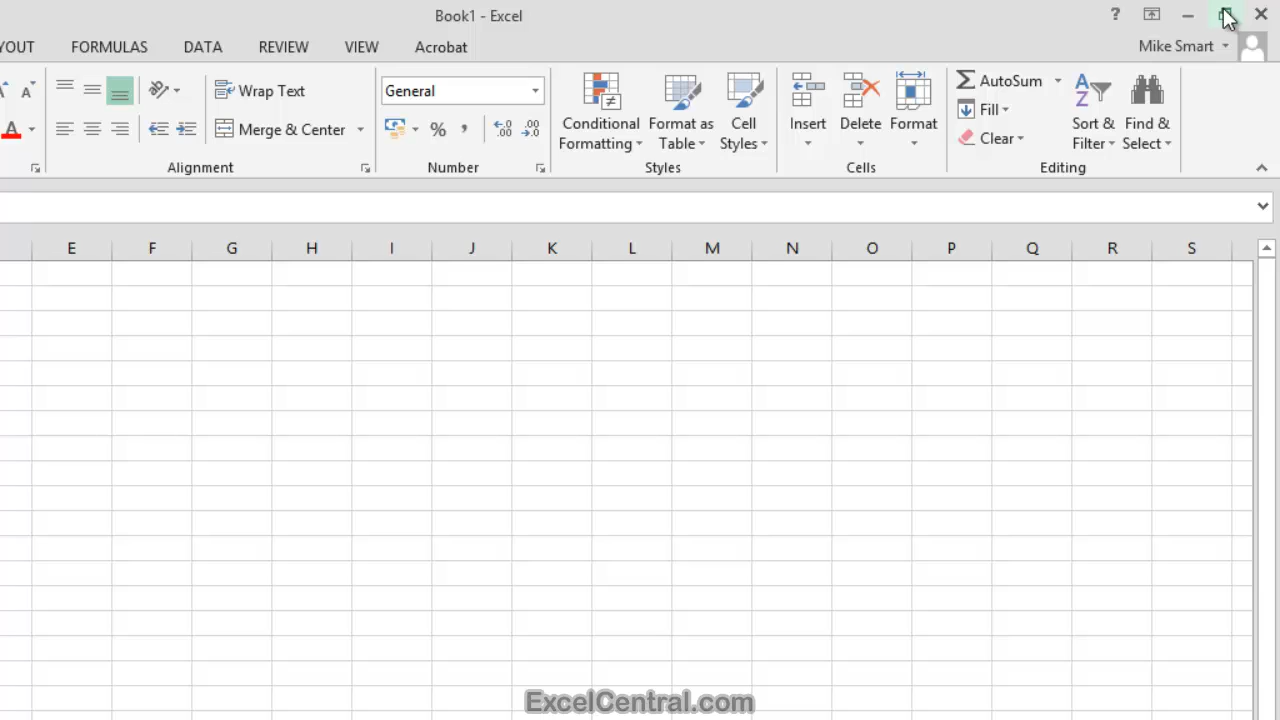 Book1 - Excel
?
Mike Smart
YOUT FORMULAS DATA REVIEW VIEW Acrobat
A A Wrap Text General AutoSum
A Merge & Center % , .00 .00 Fill
Conditional Formatting Format as Table Cell Styles Insert Delete Format Clear Sort & Filter Find & Select
Alignment Number Styles Cells Editing
E F G H I J K L M N O P Q R S
ExcelCentral.com